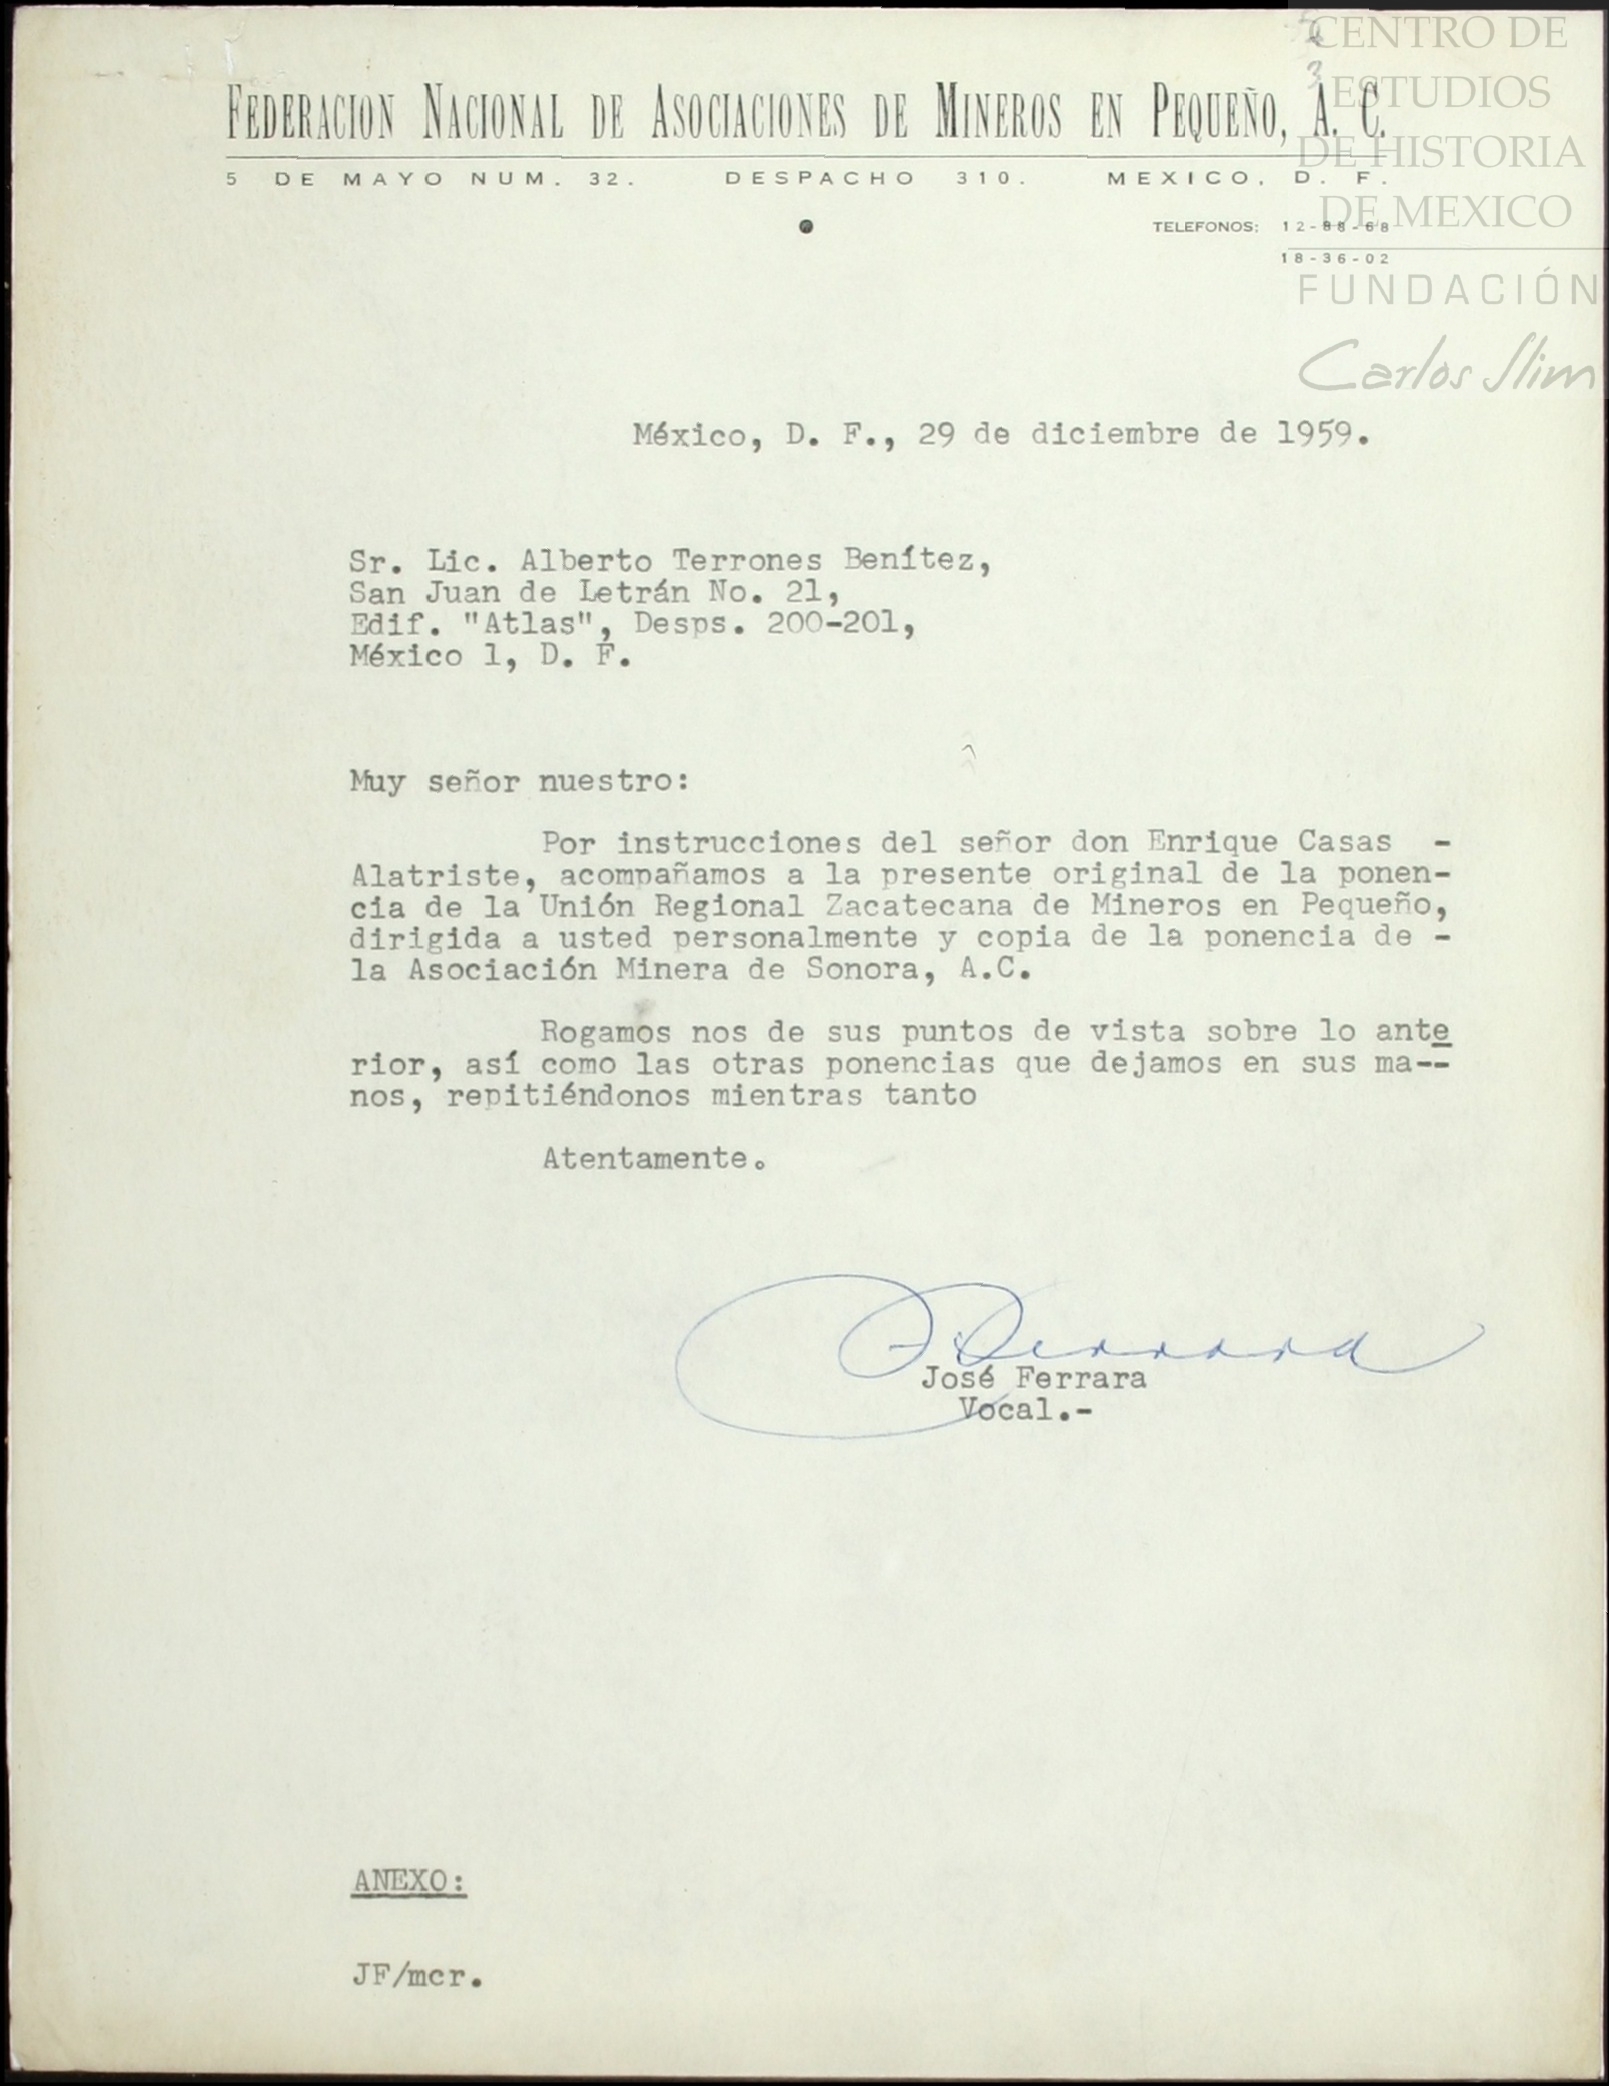 CENTRO DE
ESTUDIOS
DE HISTORIA
DE MEXICO
FUNDACIÓN
Carlos Slim
3
FEDERACION NACIONAL DE ASOCIACIONES DE MINEROS EN PEQUEÑO, A. C.
5 DE MAYO NUM. 32. DESPACHO 310. MEXICO, D. F.
TELEFONOS: 12-88-68
18-36-02
México, D. F., 29 de diciembre de 1959.
Sr. Lic. Alberto Terrones Benítez,
San Juan de Letrán No. 21,
Edif. "Atlas", Desps. 200-201,
México 1, D. F.
Muy señor nuestro:
Por instrucciones del señor don Enrique Casas -
Alatriste, acompañamos a la presente original de la ponen-
cia de la Unión Regional Zacatecana de Mineros en Pequeño,
dirigida a usted personalmente y copia de la ponencia de -
la Asociación Minera de Sonora, A.C.
Rogamos nos de sus puntos de vista sobre lo ante
rior, así como las otras ponencias que dejamos en sus ma--
nos, repitiéndonos mientras tanto
Atentamente.
José Ferrara
Vocal.-
ANEXO:
JF/mcr.